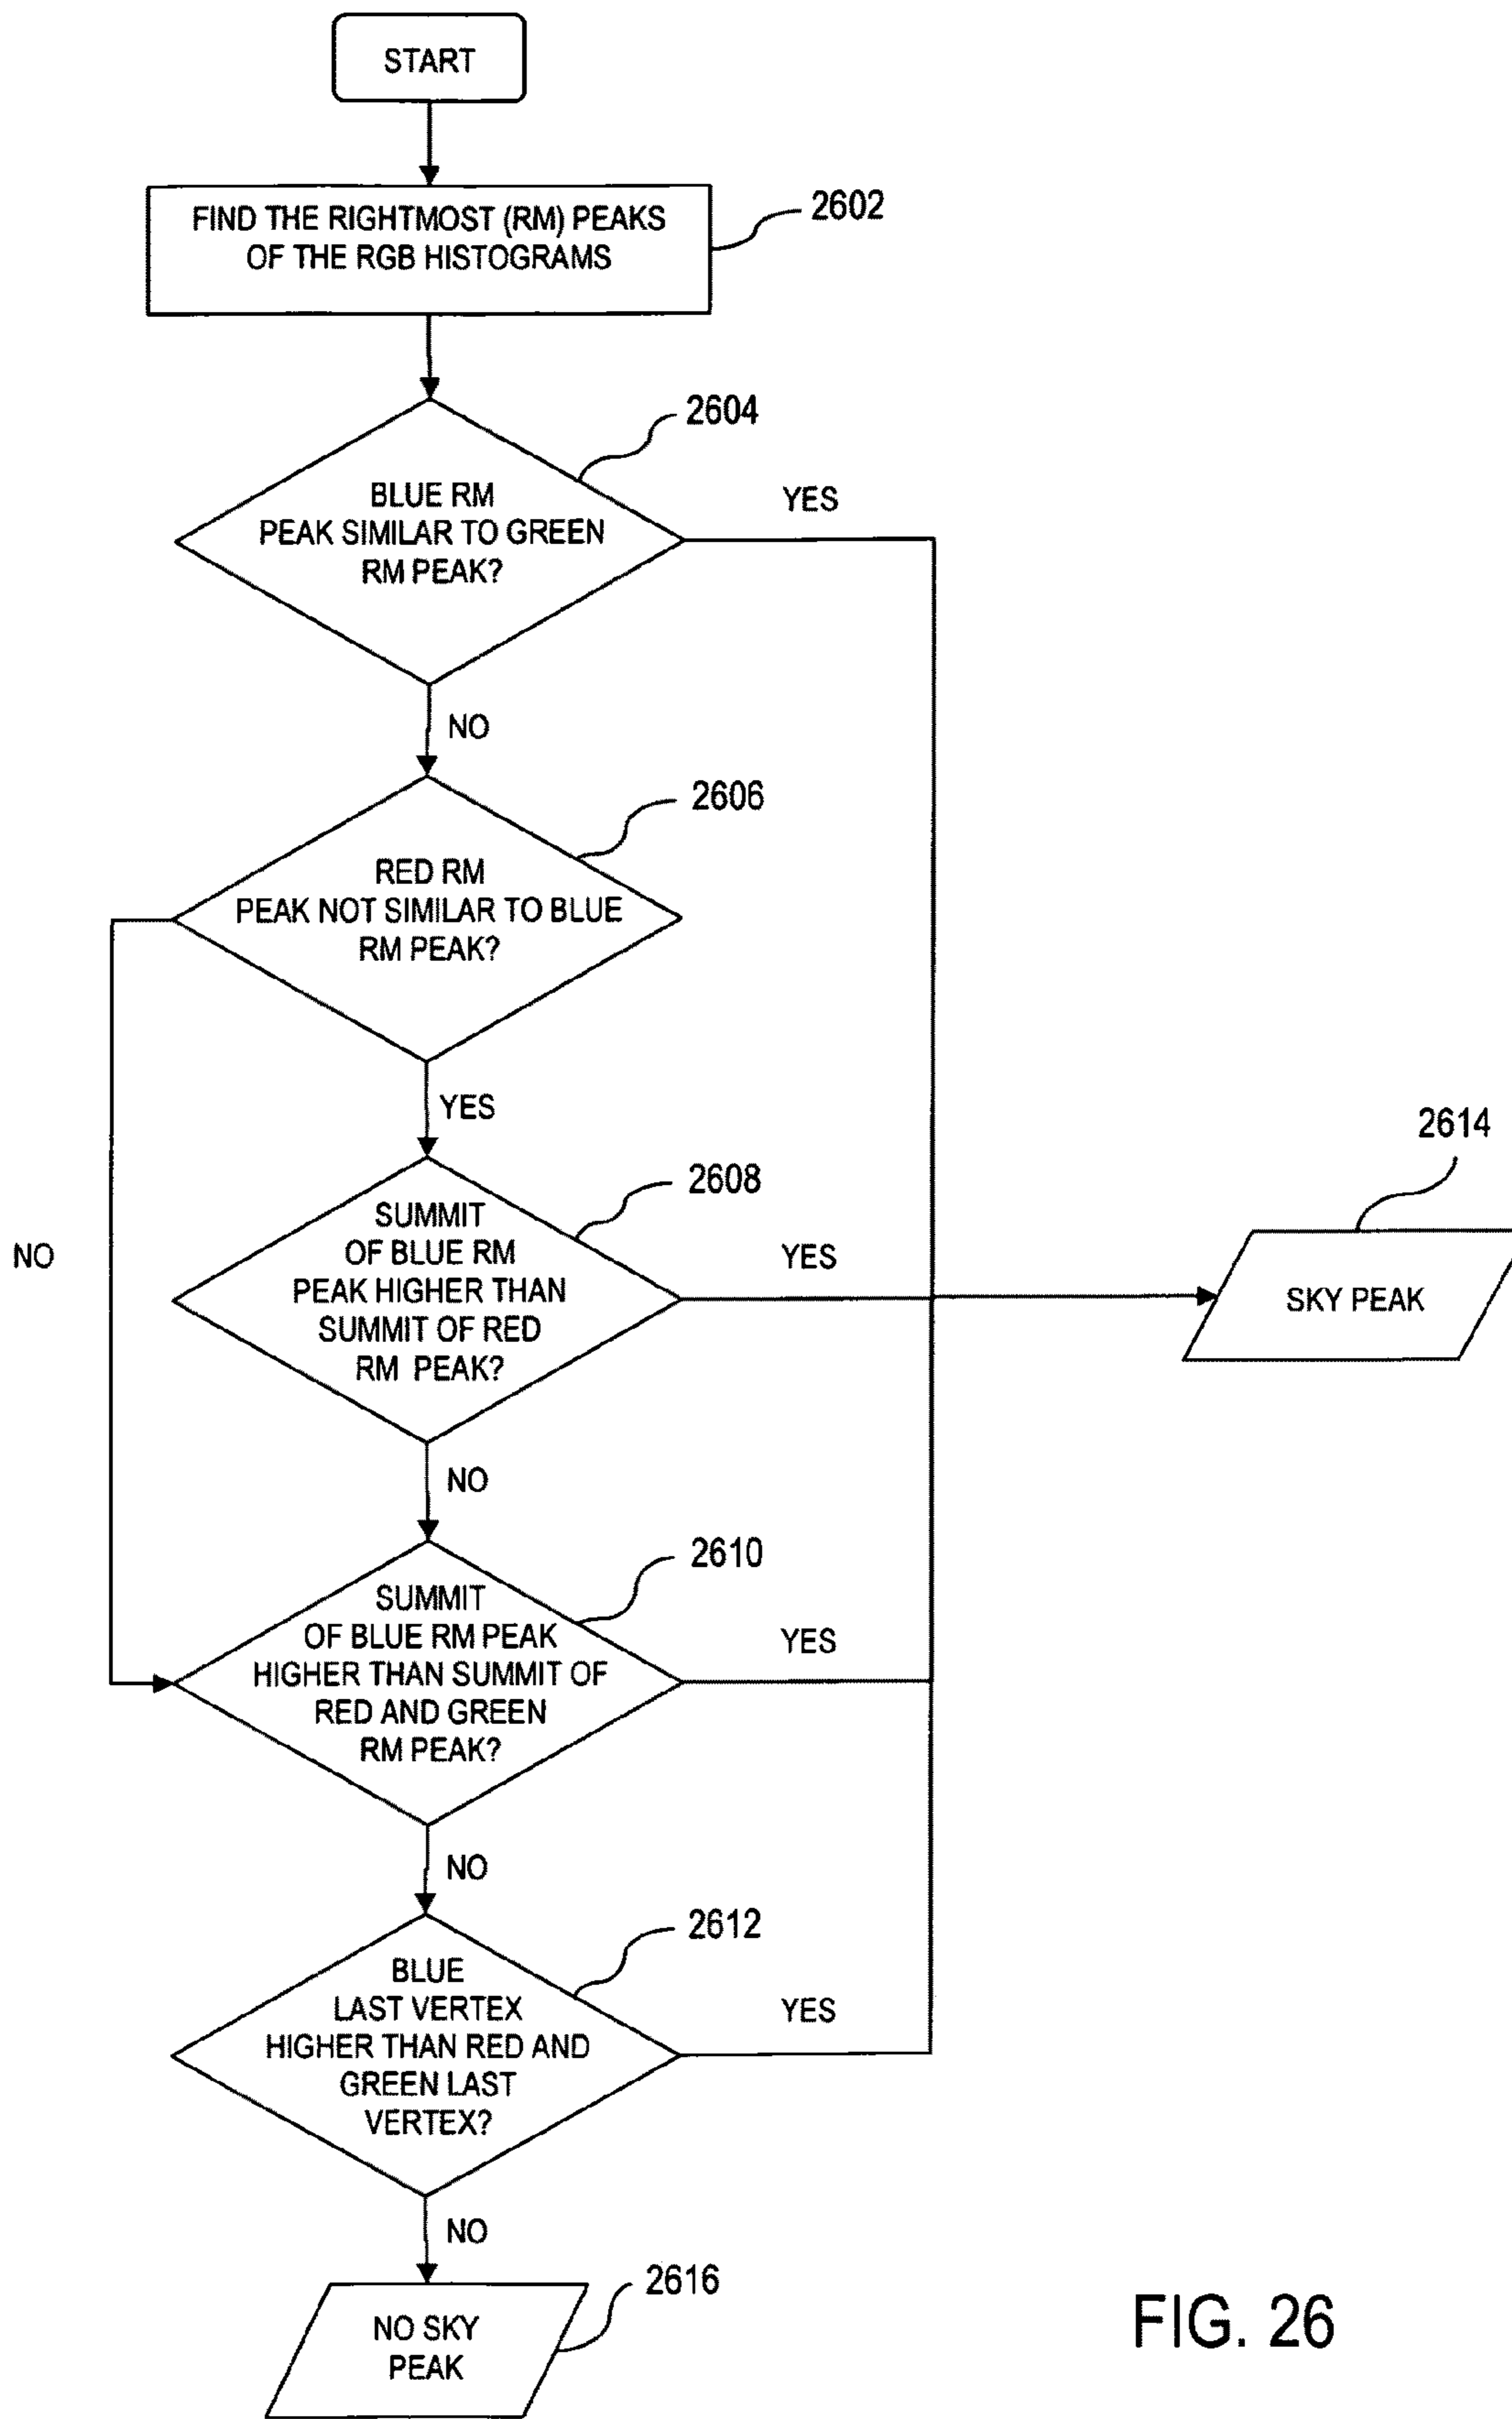 START
FIND THE RIGHTMOST (RM) PEAKS
OF THE RGB HISTOGRAMS
2602
2604
BLUE RM
PEAK SIMILAR TO GREEN
RM PEAK?
YES
NO
2606
RED RM
PEAK NOT SIMILAR TO BLUE
RM PEAK?
NO
YES
2608
SUMMIT
OF BLUE RM
PEAK HIGHER THAN
SUMMIT OF RED
RM PEAK?
YES
2614
SKY PEAK
NO
2610
SUMMIT
OF BLUE RM PEAK
HIGHER THAN SUMMIT OF
RED AND GREEN
RM PEAK?
YES
NO
2612
BLUE
LAST VERTEX
HIGHER THAN RED AND
GREEN LAST
VERTEX?
YES
NO
2616
NO SKY
PEAK
FIG. 26